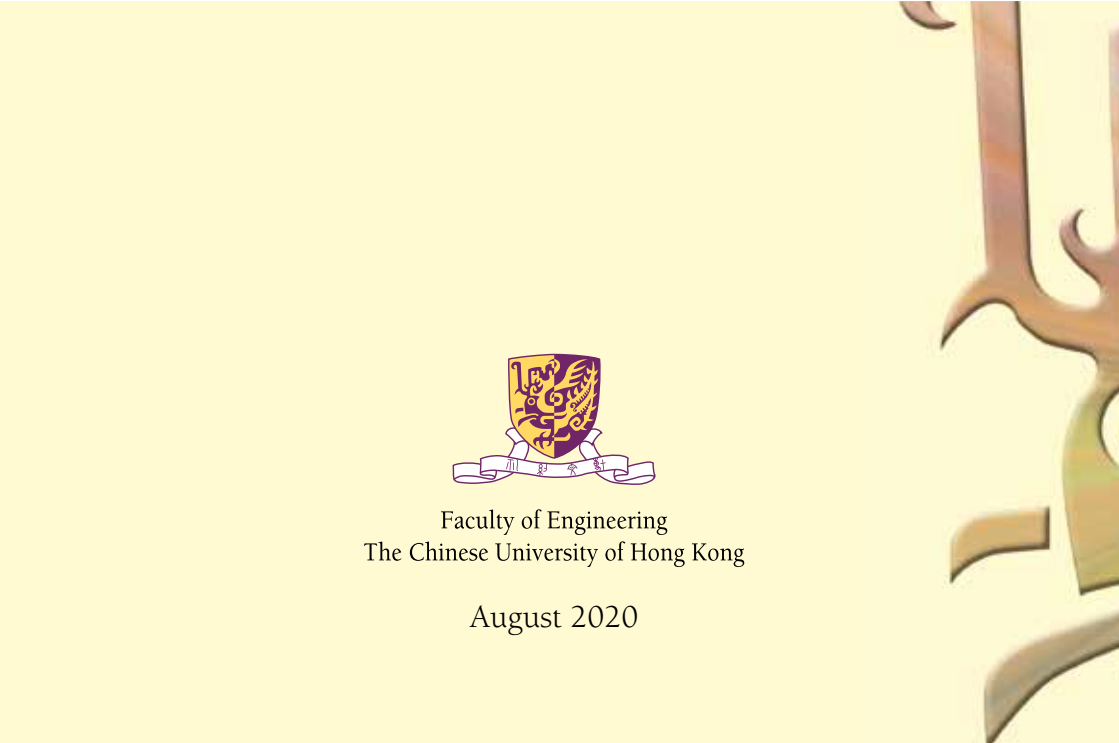 Faculty of Engineering
The Chinese University of Hong Kong
August 2020